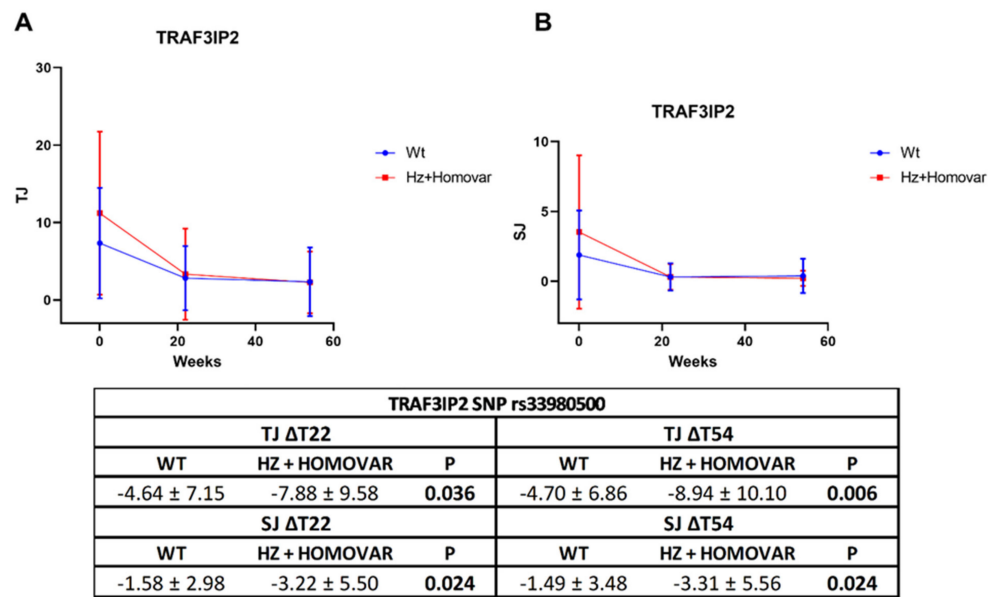 A
TRAF3IP2
30
20
10
0
TJ
0 20 40 60
Weeks
Wt
Hz+Homovar
B
TRAF3IP2
10
5
0
SJ
0 20 40 60
Weeks
Wt
Hz+Homovar
TRAF3IP2 SNP rs33980500
TJ ΔT22 TJ ΔT54
WT HZ + HOMOVAR P WT HZ + HOMOVAR P
-4.64 ± 7.15 -7.88 ± 9.58 0.036 -4.70 ± 6.86 -8.94 ± 10.10 0.006
SJ ΔT22 SJ ΔT54
WT HZ + HOMOVAR P WT HZ + HOMOVAR P
-1.58 ± 2.98 -3.22 ± 5.50 0.024 -1.49 ± 3.48 -3.31 ± 5.56 0.024